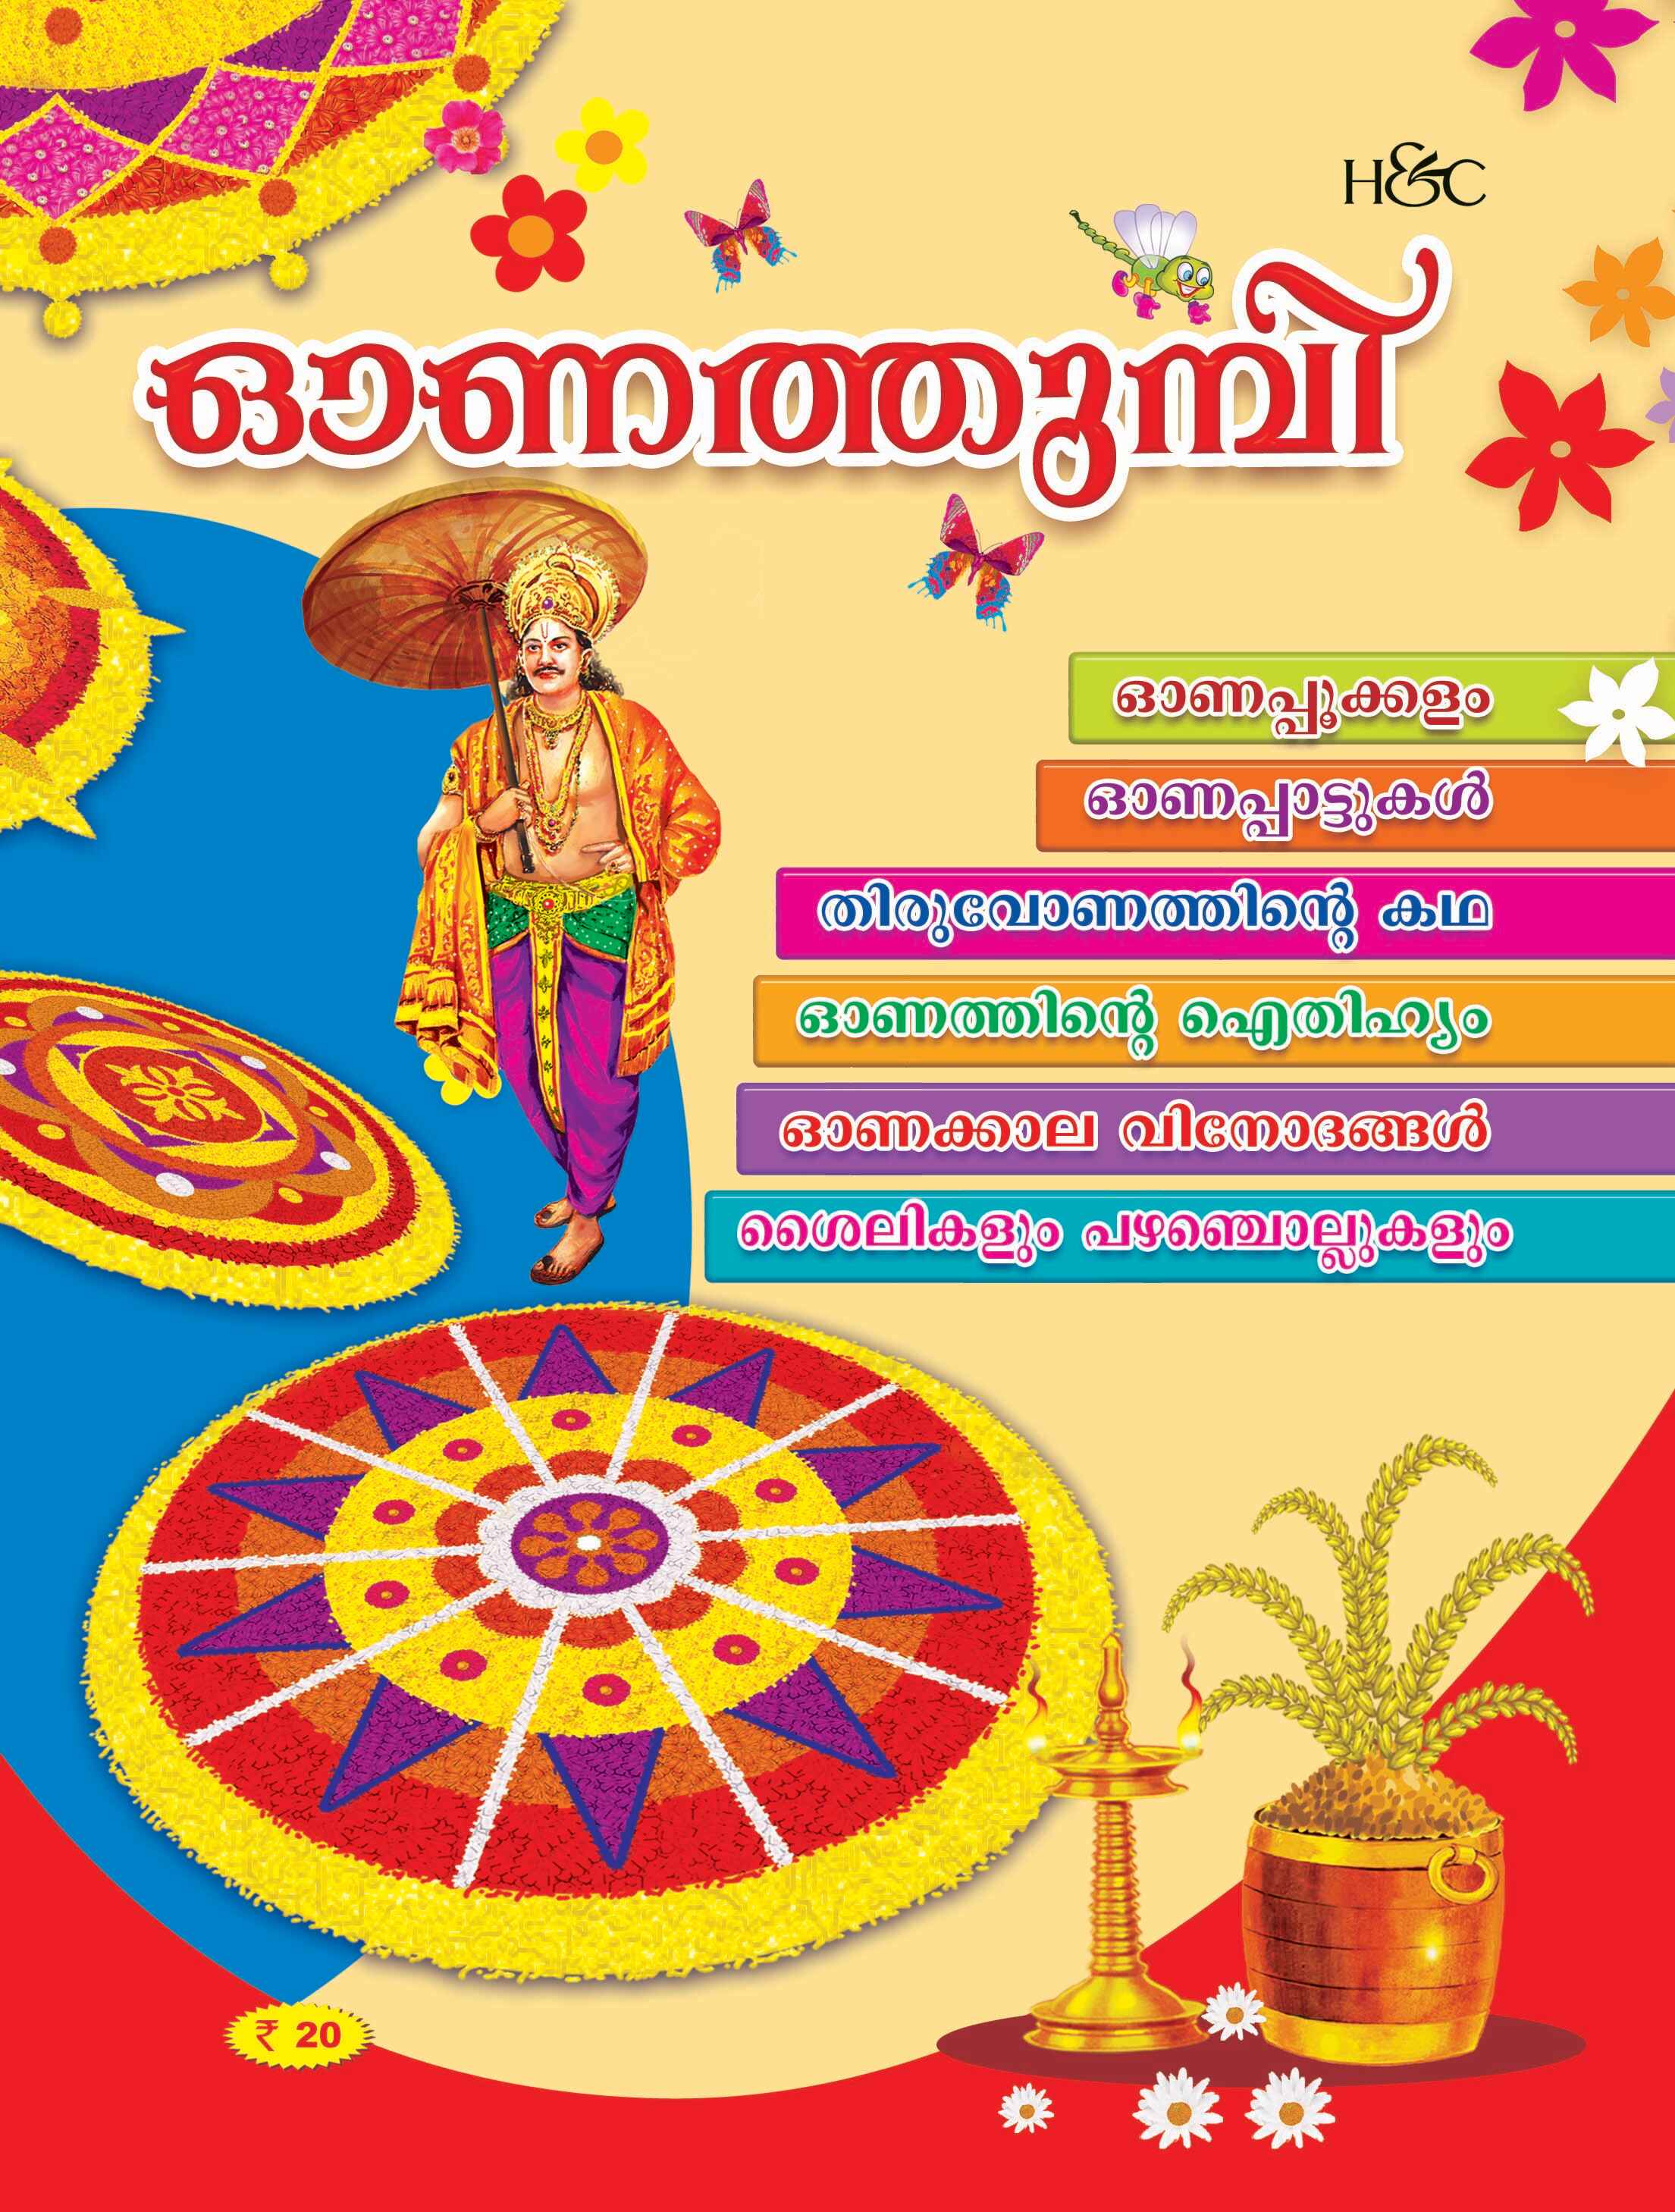 H&C
ഓണത്തുമ്പി
ഓണപ്പൂക്കളം
ഓണപ്പാട്ടുകൾ
തിരുവോണത്തിന്റെ കഥ
ഓണത്തിന്റെ ഐതിഹ്യം
ഓണക്കാല വിനോദങ്ങൾ
ശൈലികളും പഴഞ്ചൊല്ലുകളും
₹ 20